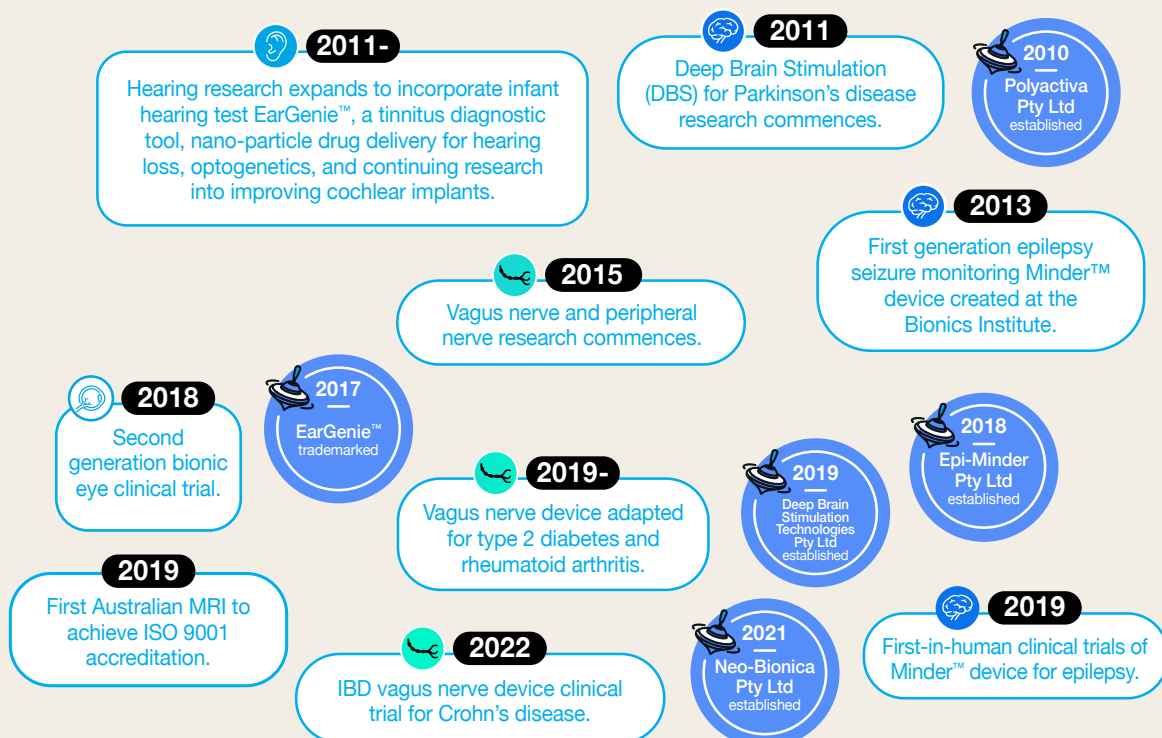 2011-
Hearing research expands to incorporate infant
hearing test EarGenie™, a tinnitus diagnostic
tool, nano-particle drug delivery for hearing
loss, optogenetics, and continuing research
into improving cochlear implants.
2011
Deep Brain Stimulation
(DBS) for Parkinson’s disease
research commences.
2010
Polyactiva
Pty Ltd
established
2013
First generation epilepsy
seizure monitoring Minder™
device created at the
Bionics Institute.
2015
Vagus nerve and peripheral
nerve research commences.
2018
Second
generation bionic
eye clinical trial.
2017
EarGenie™
trademarked
2019-
Vagus nerve device adapted
for type 2 diabetes and
rheumatoid arthritis.
2019
Deep Brain
Stimulation
Technologies
Pty Ltd
established
2018
Epi-Minder
Pty Ltd
established
2019
First Australian MRI to
achieve ISO 9001
accreditation.
2022
IBD vagus nerve device clinical
trial for Crohn’s disease.
2021
Neo-Bionica
Pty Ltd
established
2019
First-in-human clinical trials of
Minder™ device for epilepsy.